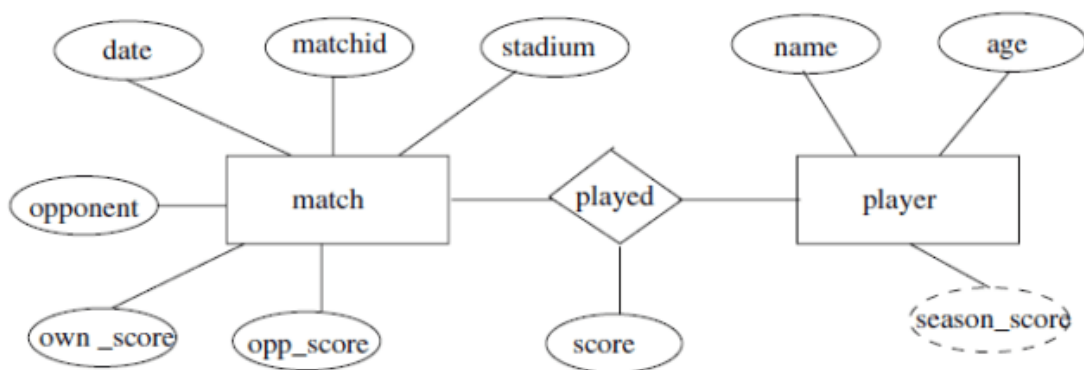 date
matchid
stadium
name
age
opponent
match
played
player
own _score
opp_score
score
season_score